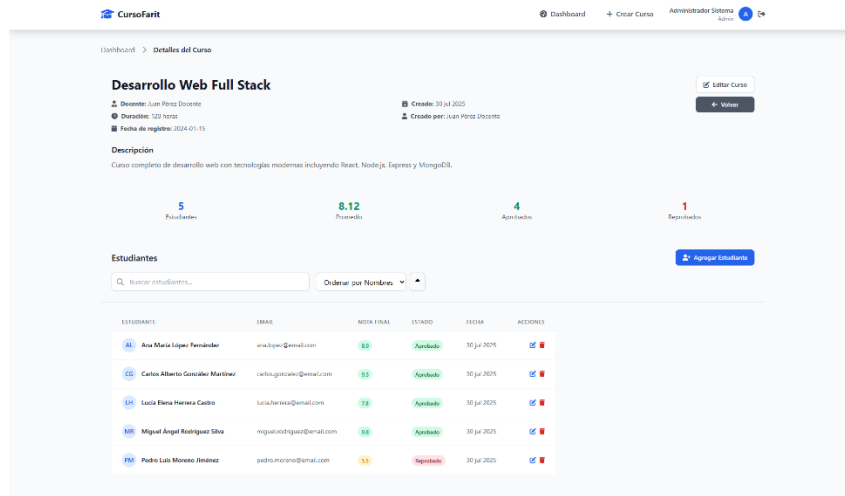 CursoFarit
Dashboard
+ Crear Curso
Administrador Sistema
Admin
A
Dashboard > Detalles del Curso
Desarrollo Web Full Stack
Editar Curso
← Volver
Docente: Juan Pérez Docente
Creado: 30 jul 2025
Duración: 120 horas
Creado por: Juan Pérez Docente
Fecha de registro: 2024-01-15
Descripción
Curso completo de desarrollo web con tecnologías modernas incluyendo React, Node.js, Express y MongoDB.
5 8.12 4 1
Estudiantes Promedio Aprobados Reprobados
Estudiantes
Agregar Estudiante
Buscar estudiantes...
Ordenar por Nombres
ESTUDIANTE EMAIL NOTA FINAL ESTADO FECHA ACCIONES
AL Ana María López Fernández ana.lopez@email.com 8.0 Aprobado 30 jul 2025
CG Carlos Alberto González Martínez carlos.gonzalez@email.com 9.5 Aprobado 30 jul 2025
LH Lucía Elena Herrera Castro lucia.herrera@email.com 7.8 Aprobado 30 jul 2025
MR Miguel Ángel Rodríguez Silva miguel.rodriguez@email.com 9.8 Aprobado 30 jul 2025
PM Pedro Luis Moreno Jiménez pedro.moreno@email.com 5.5 Reprobado 30 jul 2025